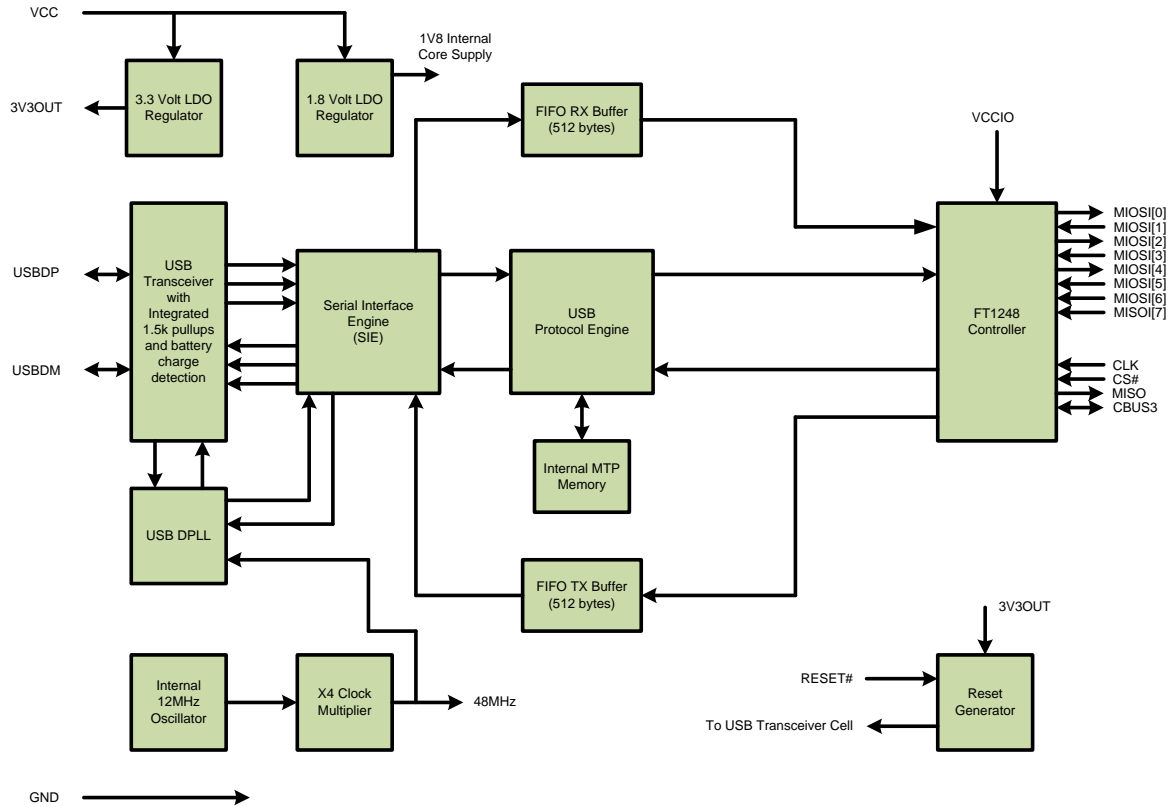 VCC
3.3 Volt LDO
Regulator
3V3OUT
1.8 Volt LDO
Regulator
1V8 Internal
Core Supply
FIFO RX Buffer
(512 bytes)
VCCIO
USBDP
USBDM
USB
Transceiver
with
Integrated
1.5k pullups
and battery
charge
detection
Serial Interface
Engine
(SIE)
USB
Protocol Engine
FT1248
Controller
MIOSI[0]
MIOSI[1]
MIOSI[2]
MIOSI[3]
MIOSI[4]
MIOSI[5]
MIOSI[6]
MISOI[7]
CLK
CS#
MISO
CBUS3
Internal MTP
Memory
USB DPLL
FIFO TX Buffer
(512 bytes)
Internal
12MHz
Oscillator
X4 Clock
Multiplier
48MHz
3V3OUT
RESET#
Reset
Generator
To USB Transceiver Cell
GND